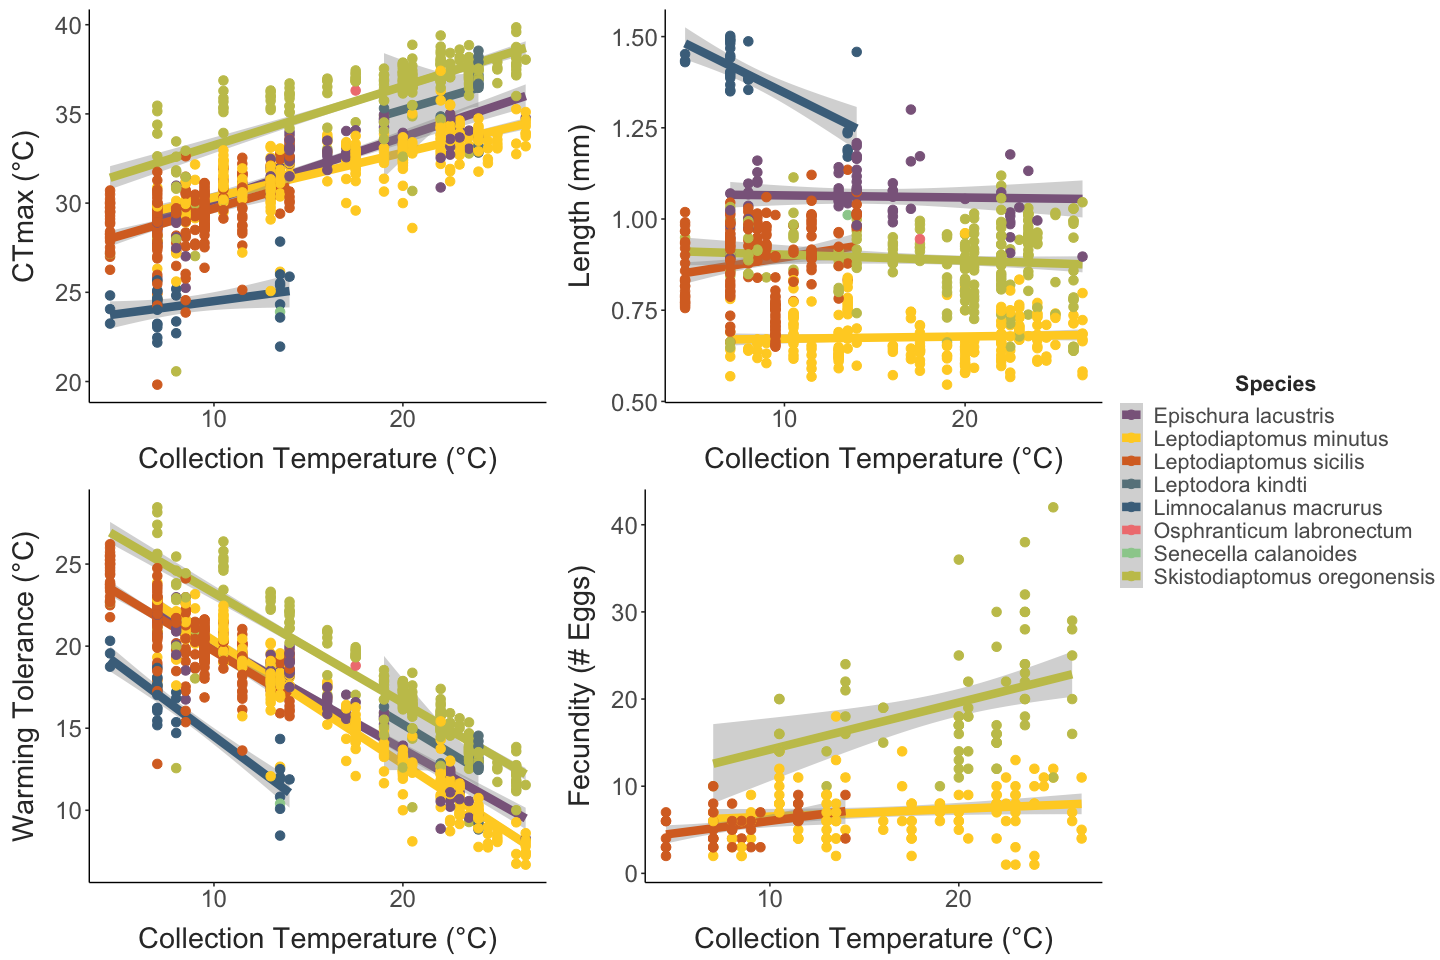 40
35
30
25
20
CTmax (°C)
10
20
Collection Temperature (°C)
1.50
1.25
1.00
0.75
0.50
Length (mm)
10
20
Collection Temperature (°C)
25
20
15
10
Warming Tolerance (°C)
10
20
Collection Temperature (°C)
40
30
20
10
0
Fecundity (# Eggs)
10
20
Collection Temperature (°C)
Species
Epischura lacustris
Leptodiaptomus minutus
Leptodiaptomus sicilis
Leptodora kindti
Limnocalanus macrurus
Osphranticum labronectum
Senecella calanoides
Skistodiaptomus oregonensis